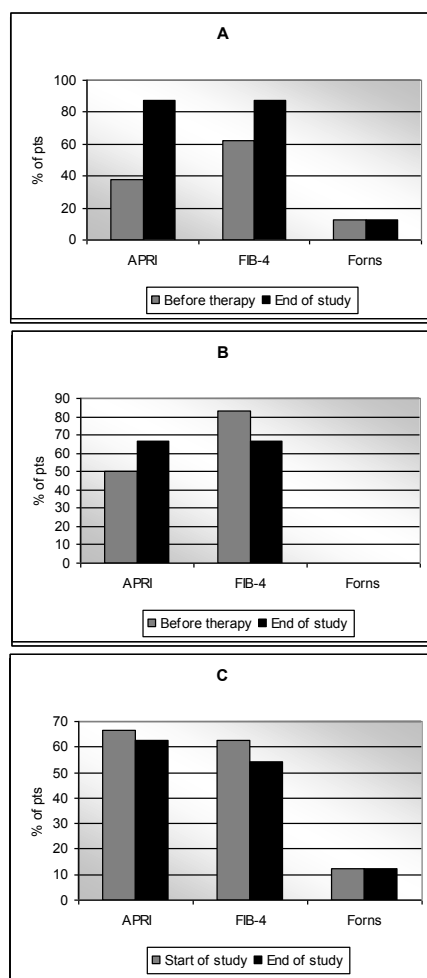 A
% of pts
100
80
60
40
20
0
APRI FIB-4 Forns
Before therapy End of study
B
% of pts
90
80
70
60
50
40
30
20
10
0
APRI FIB-4 Forns
Before therapy End of study
C
% of pts
70
60
50
40
30
20
10
0
APRI FIB-4 Forns
Start of study End of study